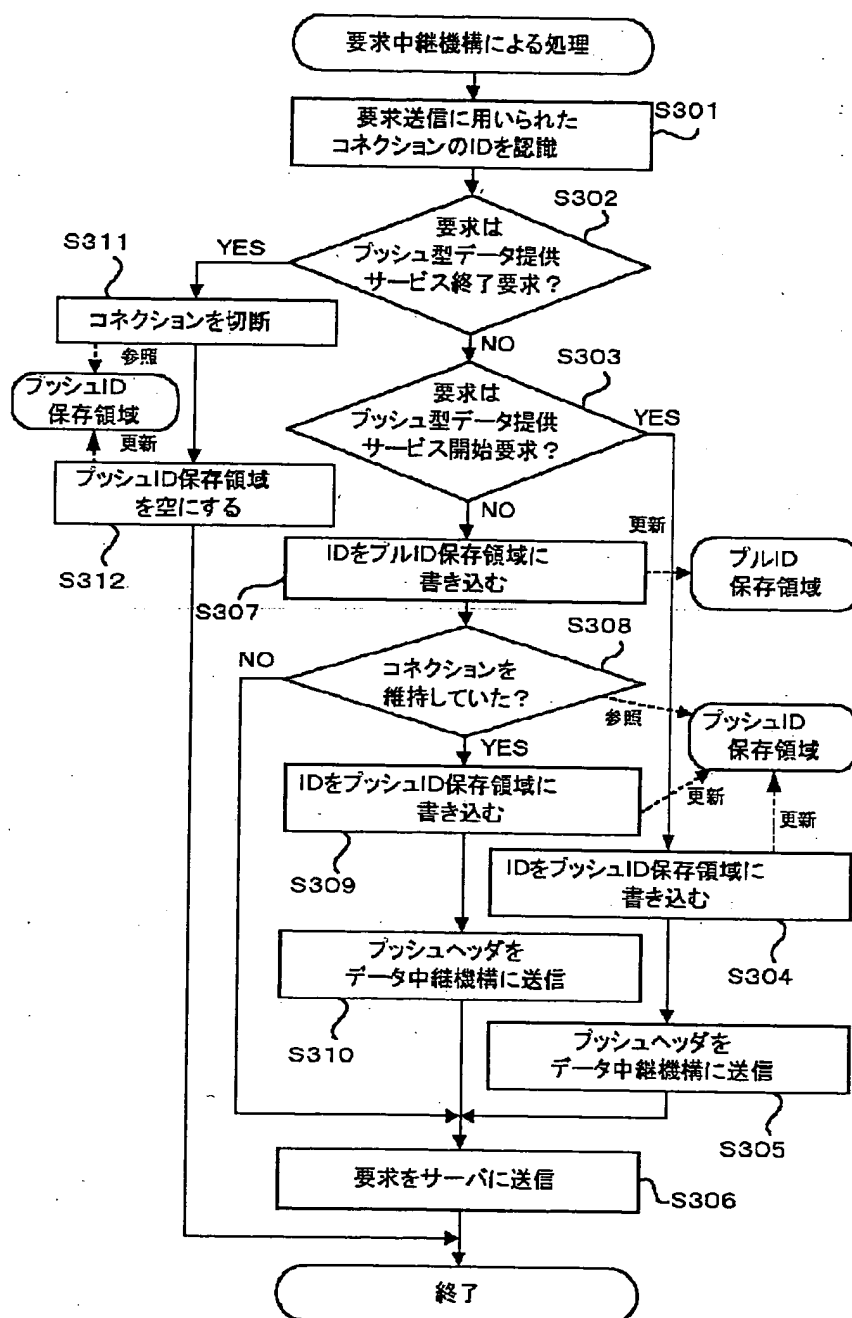 要求中継機構による処理
要求送信に用いられた
コネクションのIDを認識
S301
S302
要求は
プッシュ型データ提供
サービス終了要求?
YES
S311
コネクションを切断
NO
S303
参照
プッシュID
保存領域
更新
要求は
プッシュ型データ提供
サービス開始要求?
YES
プッシュID保存領域
を空にする
S312
NO
更新
IDをプルID保存領域に
書き込む
S307
プルID
保存領域
S308
NO
コネクションを
維持していた?
参照
プッシュID
保存領域
YES
IDをプッシュID保存領域に
書き込む
更新
更新
S309
IDをプッシュID保存領域に
書き込む
S304
プッシュヘッダを
データ中継機構に送信
S310
プッシュヘッダを
データ中継機構に送信
S305
要求をサーバに送信
S306
終了